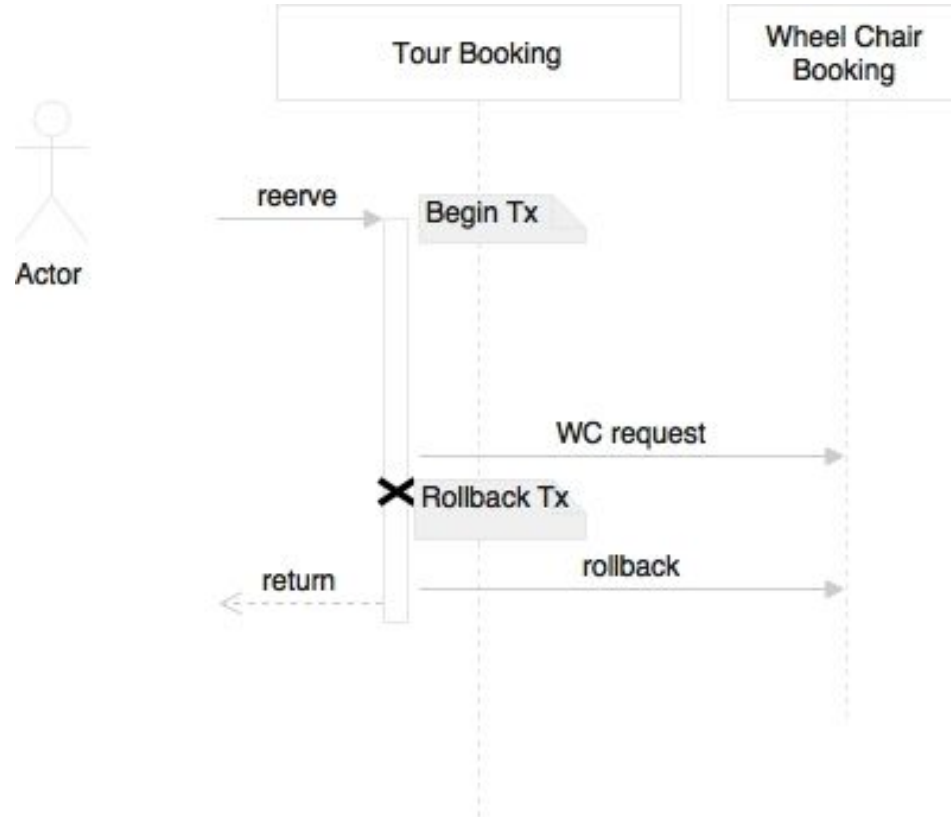 Tour Booking
Wheel Chair
Booking
Actor
reerve
Begin Tx
WC request
Rollback Tx
rollback
return